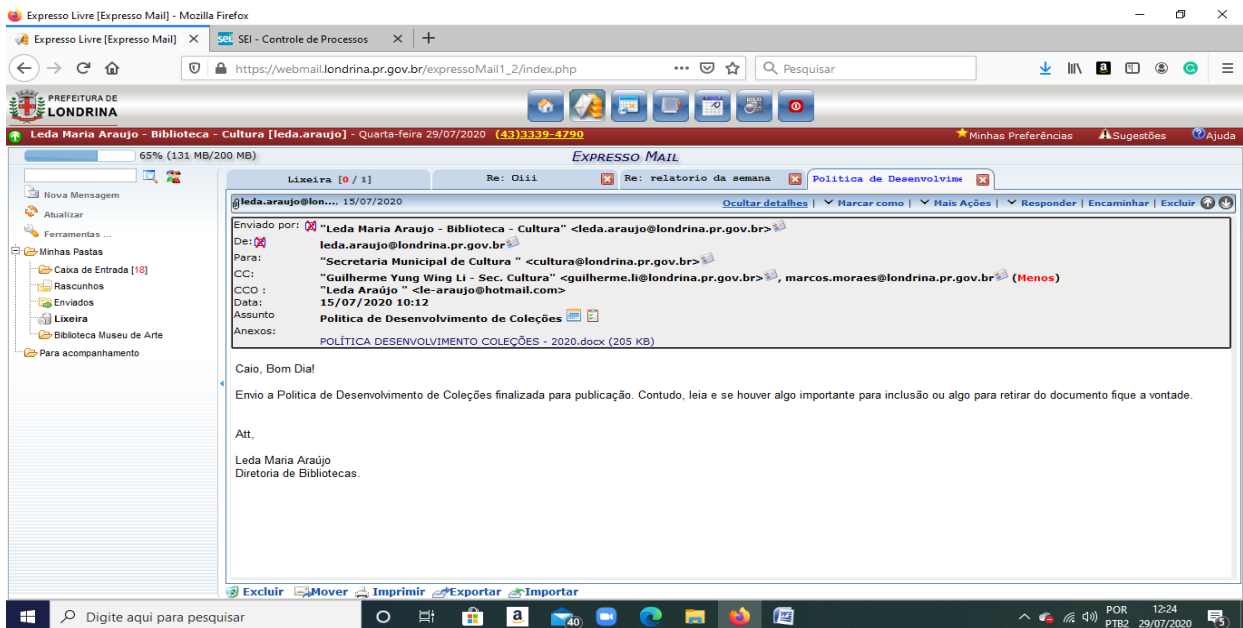 Expresso Livre [Expresso Mail] - Mozilla Firefox
Expresso Livre [Expresso Mail] SEI - Controle de Processos
https://webmail.londrina.pr.gov.br/expressoMail1_2/index.php Pesquisar
PREFEITURA DE
LONDRINA
Leda Maria Araujo - Biblioteca - Cultura [leda.araujo] - Quarta-feira 29/07/2020 (43)3339-4790 Minhas Preferências Sugestões Ajuda
65% (131 MB/200 MB) EXPRESSO MAIL
Lixeira [0 / 1] Re: Oiii Re: relatorio da semana Politica de Desenvolvime
Nova Mensagem
Atualizar
Ferramentas ...
Minhas Pastas
Caixa de Entrada [18]
Rascunhos
Enviados
Lixeira
Biblioteca Museu de Arte
Para acompanhamento
leda.araujo@lon..., 15/07/2020 Ocultar detalhes | Marcar como | Mais Ações | Responder | Encaminhar | Excluir
Enviado por: "Leda Maria Araujo - Biblioteca - Cultura" <leda.araujo@londrina.pr.gov.br>
De: leda.araujo@londrina.pr.gov.br
Para: "Secretaria Municipal de Cultura " <cultura@londrina.pr.gov.br>
CC: "Guilherme Yung Wing Li - Sec. Cultura" <guilherme.li@londrina.pr.gov.br>, marcos.moraes@londrina.pr.gov.br (Menos)
CCO : "Leda Araújo " <le-araujo@hotmail.com>
Data: 15/07/2020 10:12
Assunto Politica de Desenvolvimento de Coleções
Anexos:
POLÍTICA DESENVOLVIMENTO COLEÇÕES - 2020.docx (205 KB)
Caio, Bom Dia!
Envio a Politica de Desenvolvimento de Coleções finalizada para publicação. Contudo, leia e se houver algo importante para inclusão ou algo para retirar do documento fique a vontade.
Att,
Leda Maria Araújo
Diretoria de Bibliotecas.
Excluir Mover Imprimir Exportar Importar
Digite aqui para pesquisar a 40 POR 12:24
PTB2 29/07/2020 5